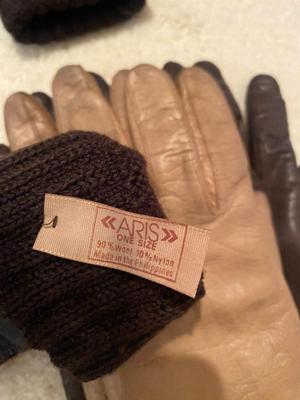 «ARIS»
ONE SIZE
90% Wool 10% Nylon
Made in the Philippines